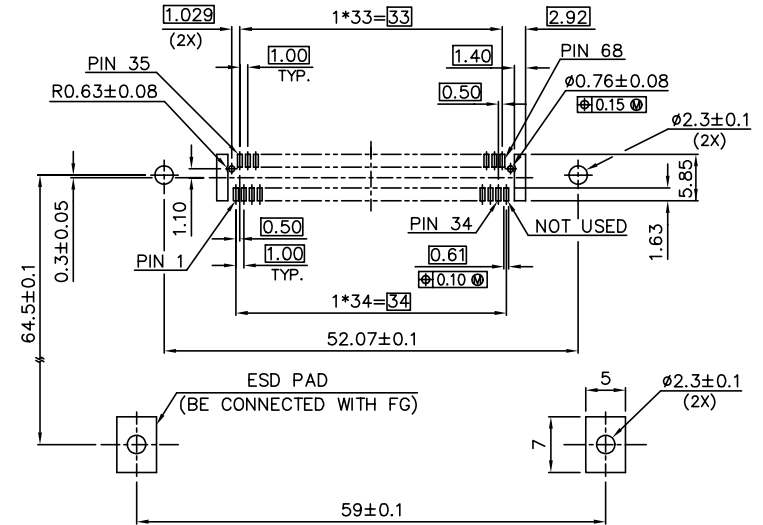 1.029
(2X)
1*33=33
2.92
1.00
TYP.
1.40
PIN 68
PIN 35
R0.63±0.08
0.50
ø0.76±0.08
⌖ 0.15 Ⓜ
ø2.3±0.1
(2X)
5.85
1.63
64.5±0.1
0.3±0.05
1.10
0.50
PIN 34
NOT USED
PIN 1
1.00
TYP.
0.61
⌖ 0.10 Ⓜ
1*34=34
52.07±0.1
ESD PAD
(BE CONNECTED WITH FG)
5
ø2.3±0.1
(2X)
7
59±0.1